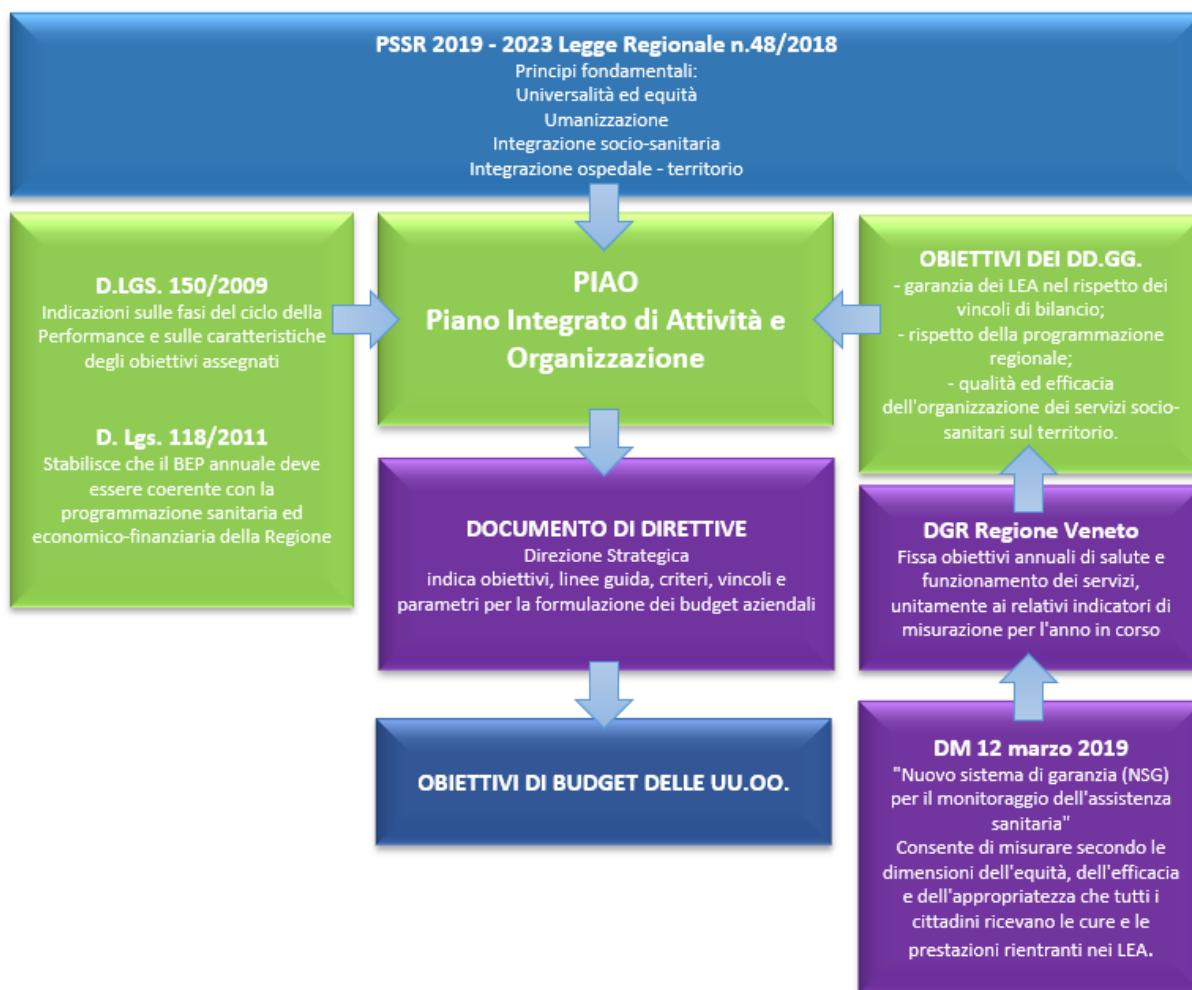 PSSR 2019 - 2023 Legge Regionale n.48/2018
Principi fondamentali:
Universalità ed equità
Umanizzazione
Integrazione socio-sanitaria
Integrazione ospedale - territorio
D.LGS. 150/2009
Indicazioni sulle fasi del ciclo della
Performance e sulle caratteristiche
degli obiettivi assegnati
D. Lgs. 118/2011
Stabilisce che il BEP annuale deve
essere coerente con la
programmazione sanitaria ed
economico-finanziaria della Regione
PIAO
Piano Integrato di Attività e
Organizzazione
OBIETTIVI DEI DD.GG.
- garanzia dei LEA nel rispetto dei
vincoli di bilancio;
- rispetto della programmazione
regionale;
- qualità ed efficacia
dell'organizzazione dei servizi socio-
sanitari sul territorio.
DOCUMENTO DI DIRETTIVE
Direzione Strategica
indica obiettivi, linee guida, criteri, vincoli e
parametri per la formulazione dei budget aziendali
DGR Regione Veneto
Fissa obiettivi annuali di salute e
funzionamento dei servizi,
unitamente ai relativi indicatori di
misurazione per l'anno in corso
OBIETTIVI DI BUDGET DELLE UU.OO.
DM 12 marzo 2019
"Nuovo sistema di garanzia (NSG)
per il monitoraggio dell'assistenza
sanitaria"
Consente di misurare secondo le
dimensioni dell'equità, dell'efficacia
e dell'appropriatezza che tutti i
cittadini ricevano le cure e le
prestazioni rientranti nei LEA.